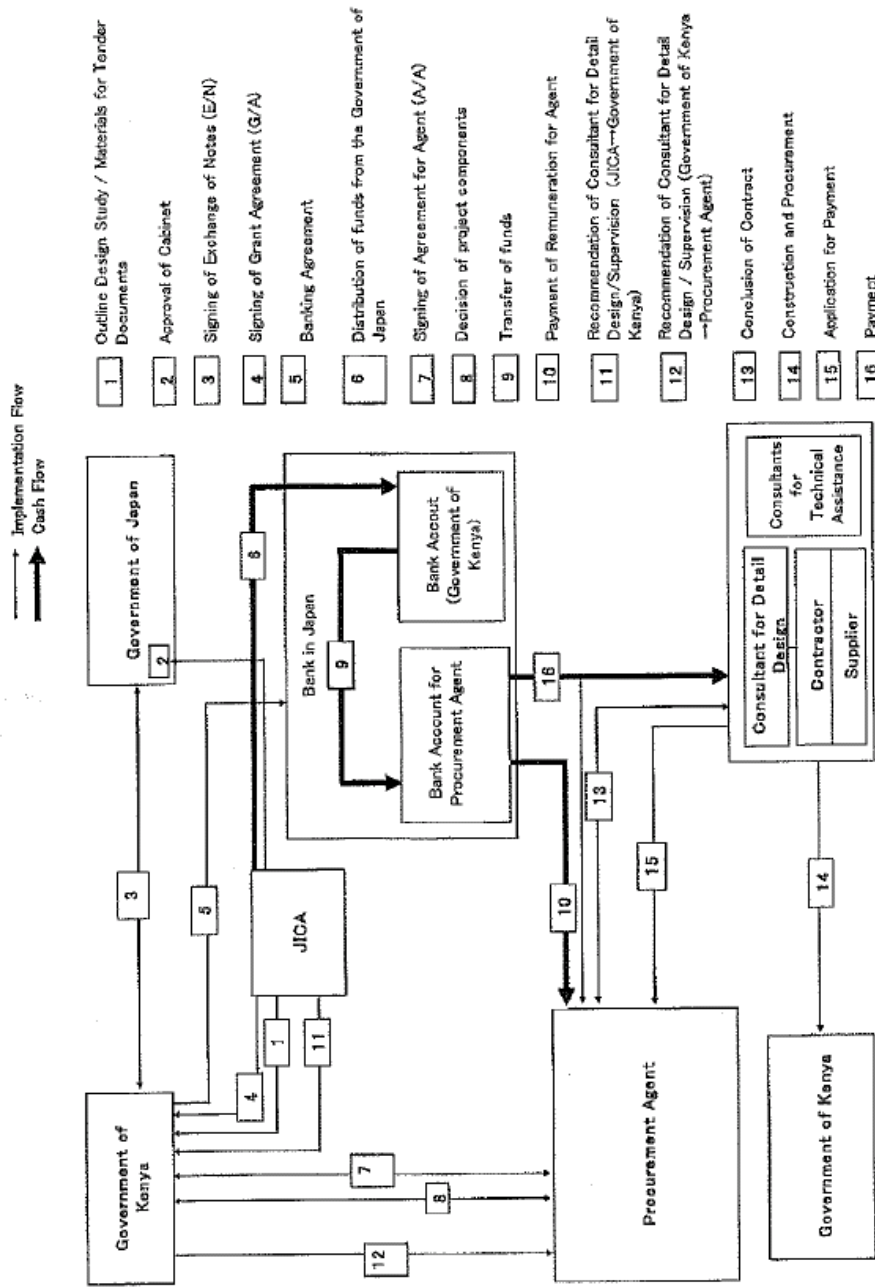 Implementation Flow
Cash Flow
Government of
Kenya
3
Government of Japan
2
5
4
1
11
JICA
6
Bank in Japan
9
Bank Account for
Procurement Agent
Bank Accout
(Government of
Kenya)
12
8
7
10
16
13
15
Procurement Agent
Consultant for Detail
Design
Contractor
Supplier
Consultants
for
Technical
Assistance
14
Government of Kenya
1 Outline Design Study / Materials for Tender
Documents
2 Approval of Cabinet
3 Signing of Exchange of Notes (E/N)
4 Signing of Grant Agreement (G/A)
5 Banking Agreement
6 Distribution of funds from the Government of
Japan
7 Signing of Agreement for Agent (A/A)
8 Decision of project components
9 Transfer of funds
10 Payment of Remuneration for Agent
11 Recommendation of Consultant for Detail
Design/Supervision (JICA→Government of
Kenya)
12 Recommendation of Consultant for Detail
Design / Supervision (Government of Kenya
→Procurement Agent)
13 Conclusion of Contract
14 Construction and Procurement
15 Application for Payment
16 Payment